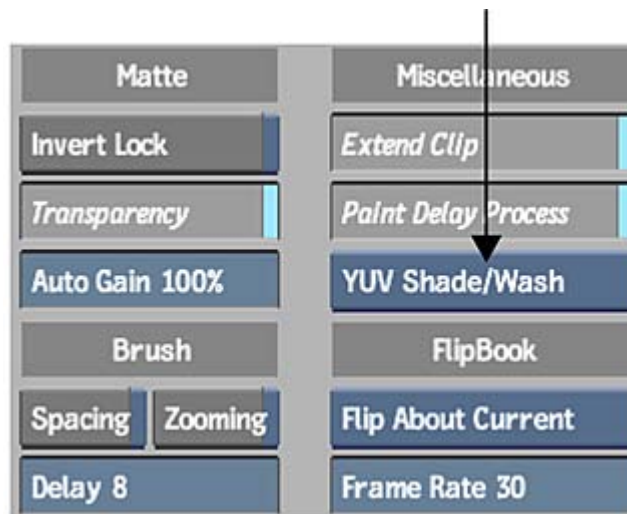 Matte
Invert Lock
Transparency
Auto Gain 100%
Brush
Spacing Zooming
Delay 8
Miscellaneous
Extend Clip
Paint Delay Process
YUV Shade/Wash
FlipBook
Flip About Current
Frame Rate 30